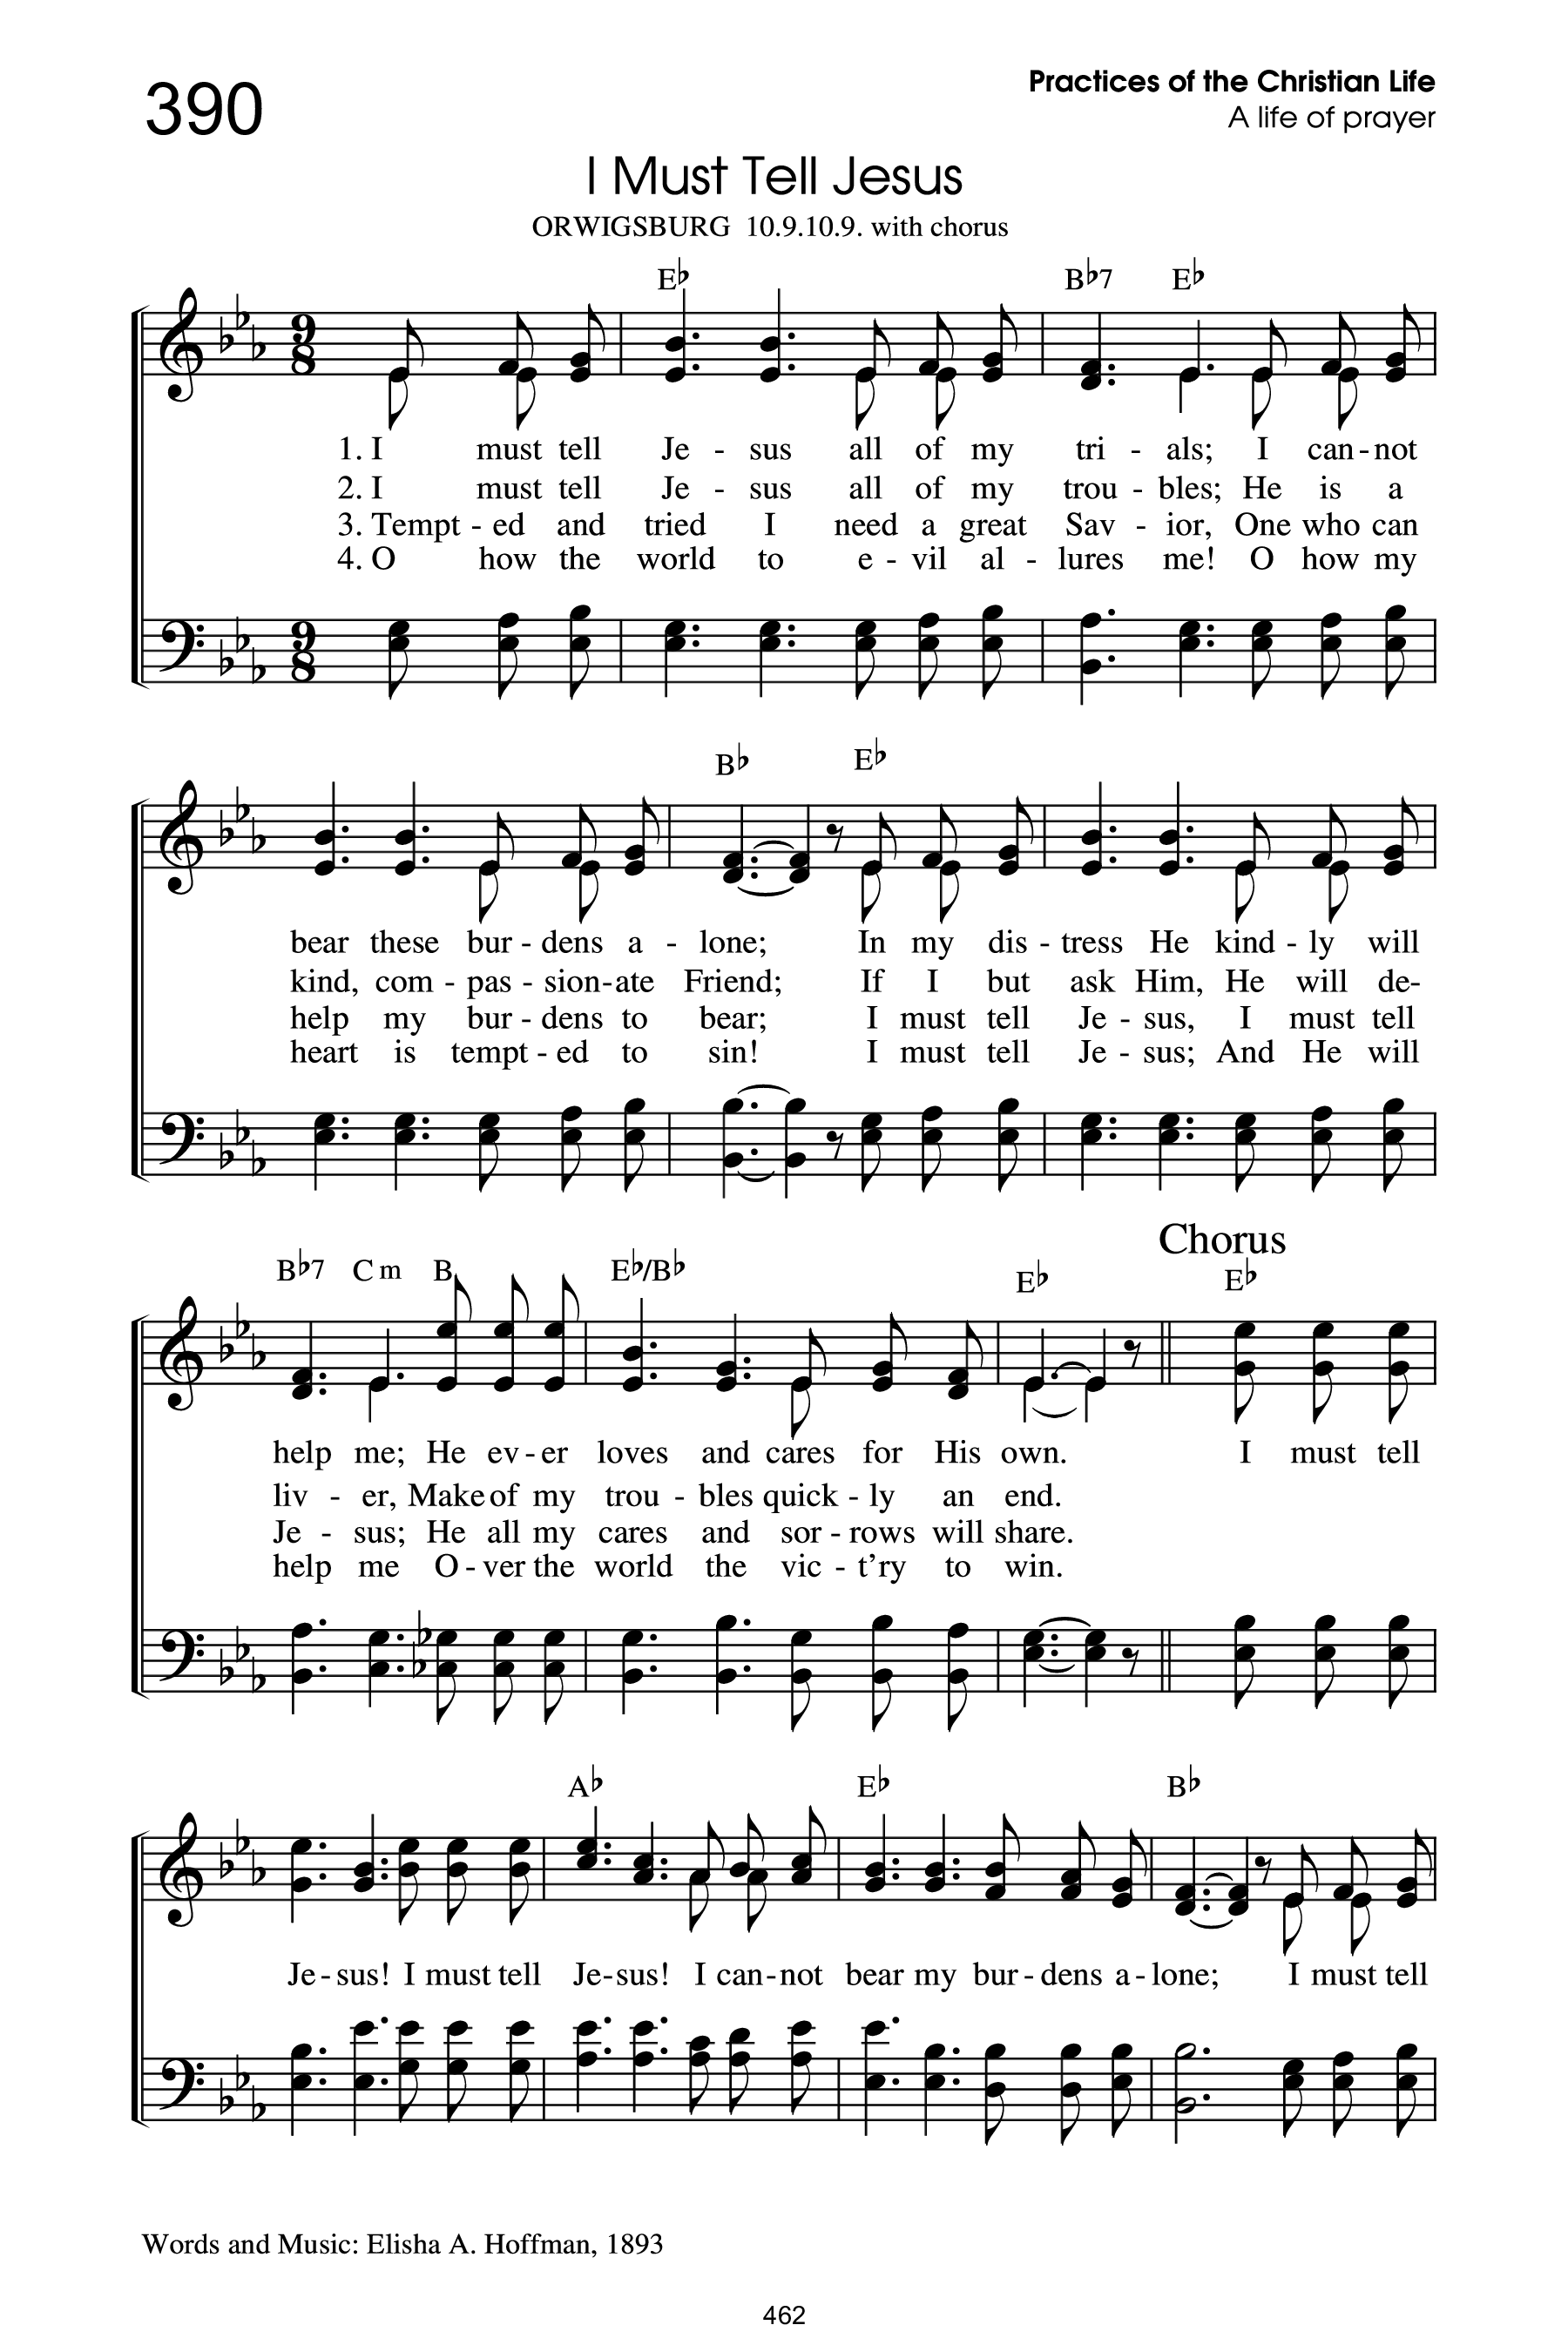 390
Practices of the Christian Life
A life of prayer
I Must Tell Jesus
ORWIGSBURG 10.9.10.9. with chorus
E♭ B♭7 E♭
1. I must tell Je - sus all of my tri - als; I can - not
2. I must tell Je - sus all of my trou - bles; He is a
3. Tempt - ed and tried I need a great Sav - ior, One who can
4. O how the world to e - vil al - lures me! O how my
B♭ E♭
bear these bur - dens a - lone; In my dis - tress He kind - ly will
kind, com - pas - sion - ate Friend; If I but ask Him, He will de-
help my bur - dens to bear; I must tell Je - sus, I must tell
heart is tempt - ed to sin! I must tell Je - sus; And He will
Chorus
B♭7 C m B E♭/B♭ E♭ E♭
help me; He ev - er loves and cares for His own. I must tell
liv - er, Make of my trou - bles quick - ly an end.
Je - sus; He all my cares and sor - rows will share.
help me O - ver the world the vic - t'ry to win.
A♭ E♭ B♭
Je - sus! I must tell Je - sus! I can - not bear my bur - dens a - lone; I must tell
Words and Music: Elisha A. Hoffman, 1893
462